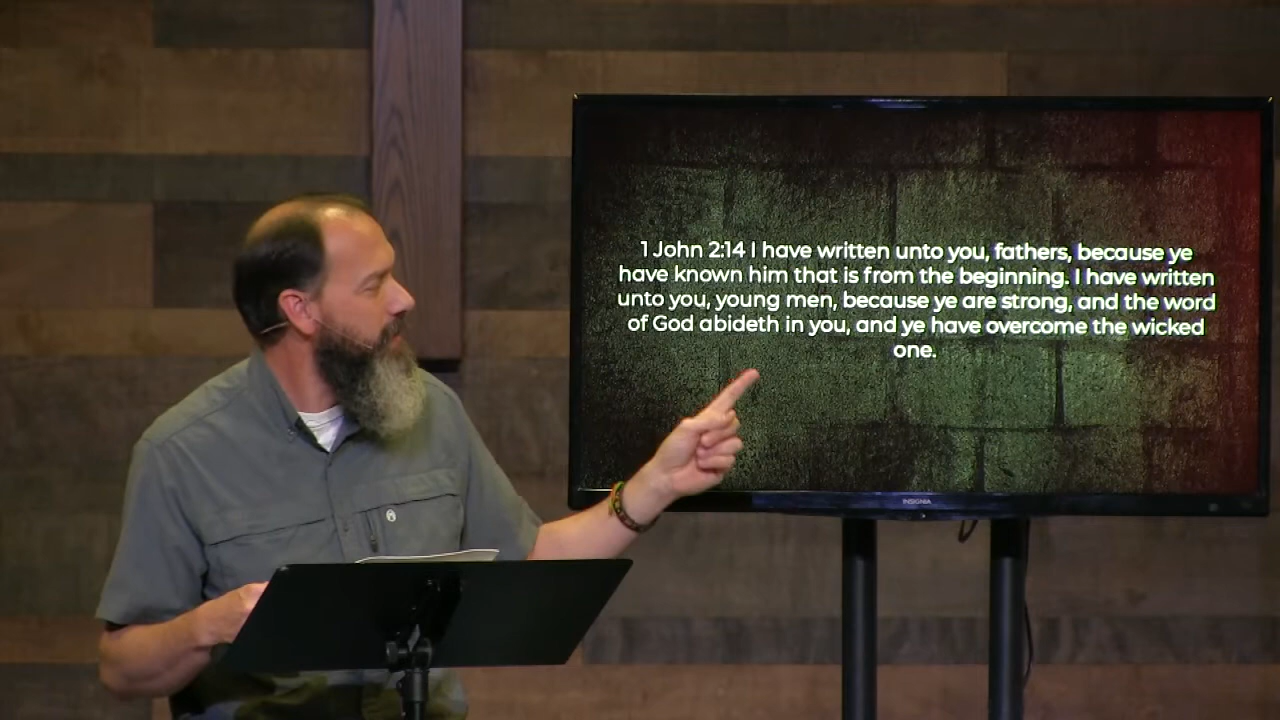 1 John 2:14 I have written unto you, fathers, because ye
have known him that is from the beginning. I have written
unto you, young men, because ye are strong, and the word
of God abideth in you, and ye have overcome the wicked
one.
INSIGNIA